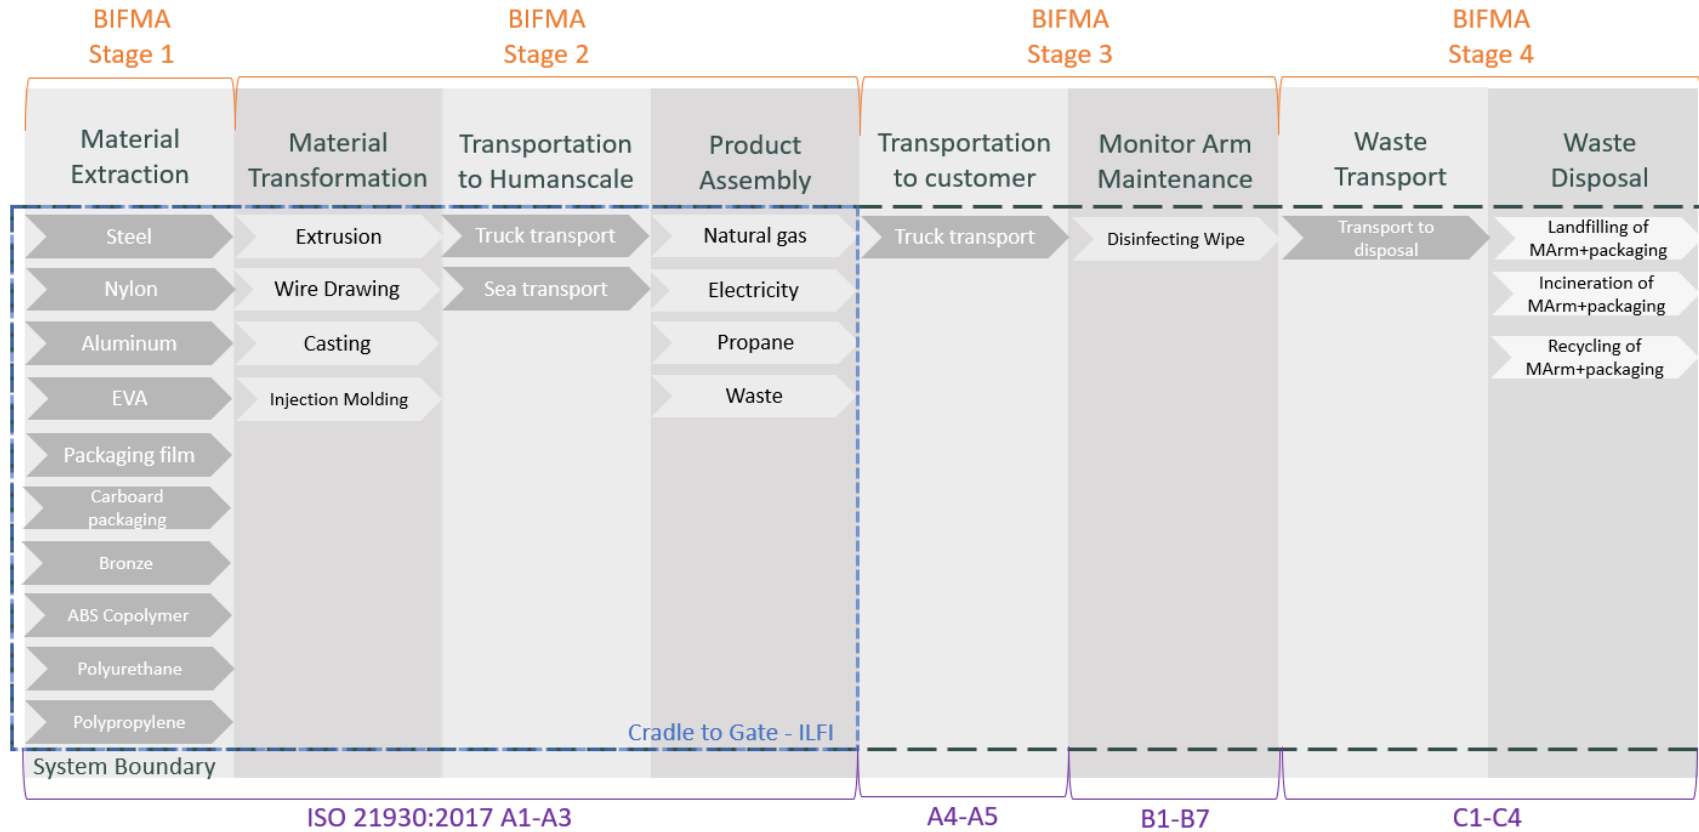 BIFMA
Stage 1
BIFMA
Stage 2
BIFMA
Stage 3
BIFMA
Stage 4
Material
Extraction
Material
Transformation
Transportation
to Humanscale
Product
Assembly
Transportation
to customer
Monitor Arm
Maintenance
Waste
Transport
Waste
Disposal
Steel
Nylon
Aluminum
EVA
Packaging film
Carboard
packaging
Bronze
ABS Copolymer
Polyurethane
Polypropylene
Extrusion
Wire Drawing
Casting
Injection Molding
Truck transport
Sea transport
Natural gas
Electricity
Propane
Waste
Truck transport
Disinfecting Wipe
Transport to
disposal
Landfilling of
MArm+packaging
Incineration of
MArm+packaging
Recycling of
MArm+packaging
Cradle to Gate - ILFI
System Boundary
ISO 21930:2017 A1-A3
A4-A5
B1-B7
C1-C4